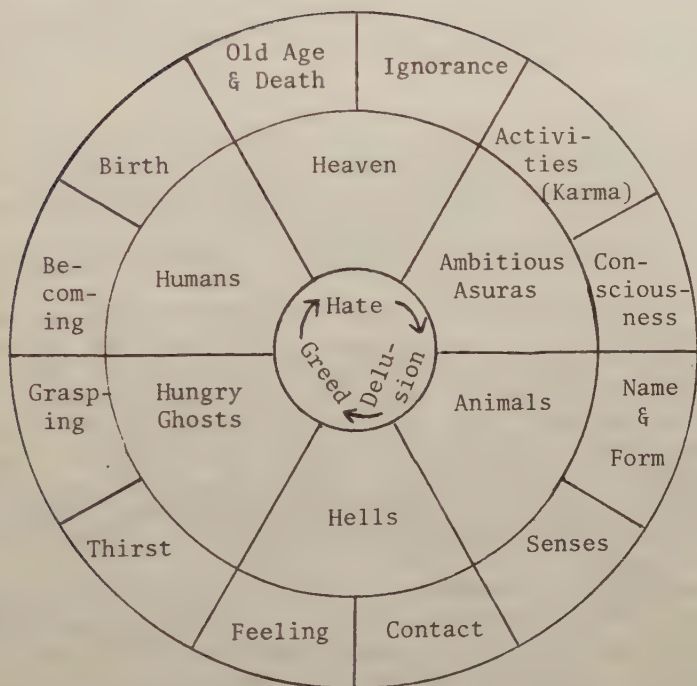 Old Age
& Death
Ignorance
Activi-
ties
(Karma)
Con-
scious-
ness
Name
&
Form
Senses
Contact
Feeling
Thirst
Grasp-
ing
Be-
com-
ing
Birth
Heaven
Ambitious
Asuras
Animals
Hells
Hungry
Ghosts
Humans
Hate
Delu-
sion
Greed